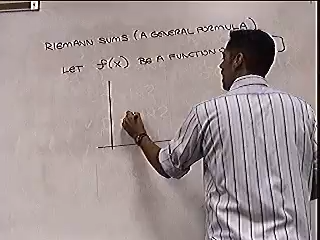 RIEMANN SUMS (A GENERAL FORMULA)
LET f(x) BE A FUNCTION